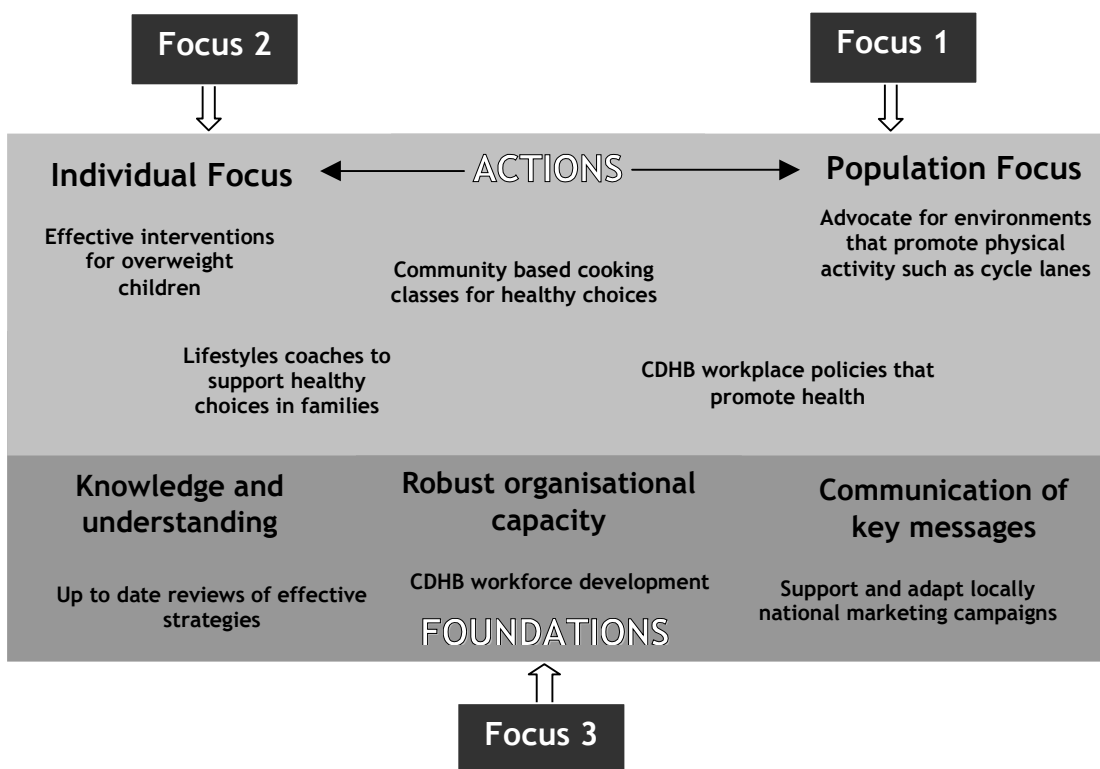 Focus 2
Focus 1
Individual Focus
ACTIONS
Population Focus
Effective interventions
for overweight
children
Community based cooking
classes for healthy choices
Advocate for environments
that promote physical
activity such as cycle lanes
Lifestyles coaches to
support healthy
choices in families
CDHB workplace policies that
promote health
Knowledge and
understanding
Robust organisational
capacity
Communication of
key messages
Up to date reviews of effective
strategies
CDHB workforce development
Support and adapt locally
national marketing campaigns
FOUNDATIONS
Focus 3